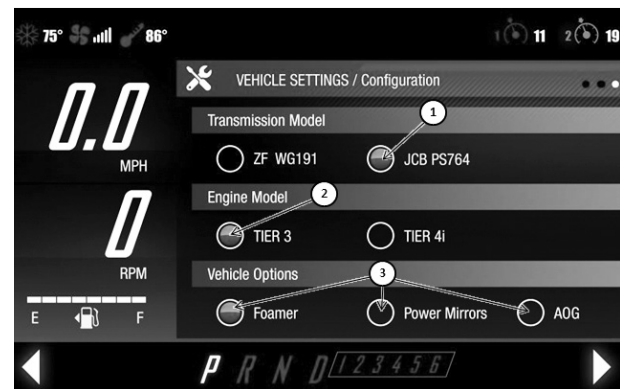 75° 86° 1 11 2 19
VEHICLE SETTINGS / Configuration
0.0
MPH
Transmission Model
1
ZF WG191 JCB PS764
Engine Model
2
TIER 3 TIER 4i
0
RPM
Vehicle Options
3
Foamer Power Mirrors AOG
E F
P R N D 1 2 3 4 5 6